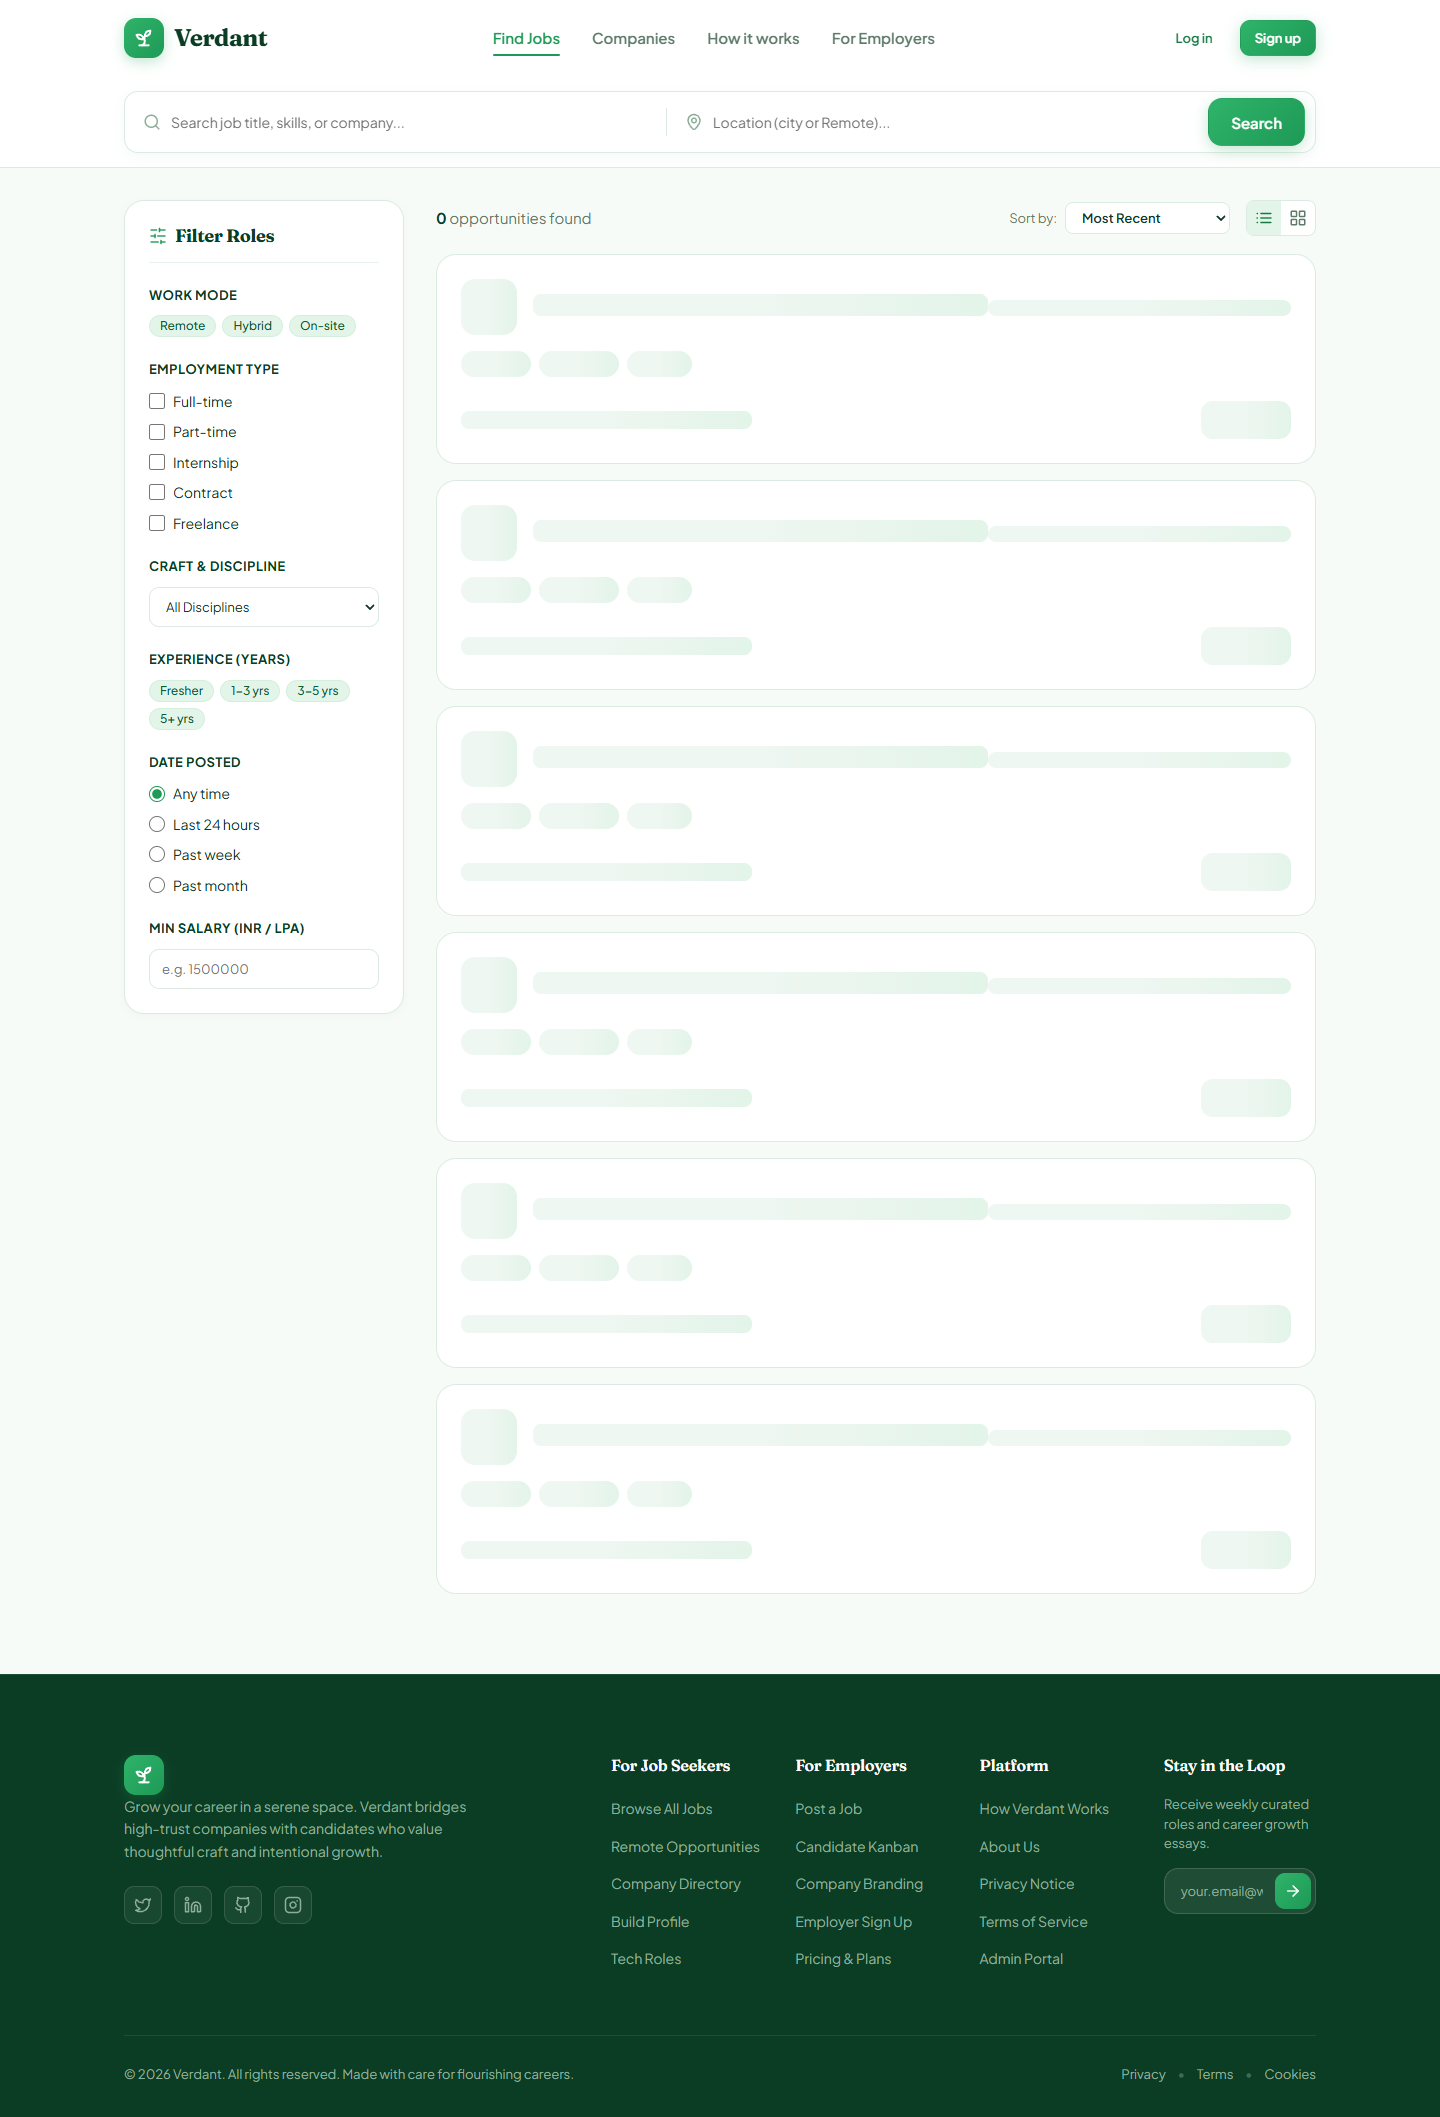 Verdant
Find Jobs
Companies
How it works
For Employers
Log in
Sign up
Search job title, skills, or company...
Location (city or Remote)...
Search
Filter Roles
WORK MODE
Remote
Hybrid
On-site
EMPLOYMENT TYPE
Full-time
Part-time
Internship
Contract
Freelance
CRAFT & DISCIPLINE
All Disciplines
EXPERIENCE (YEARS)
Fresher
1–3 yrs
3–5 yrs
5+ yrs
DATE POSTED
Any time
Last 24 hours
Past week
Past month
MIN SALARY (INR / LPA)
e.g. 1500000
0 opportunities found
Sort by:
Most Recent
Grow your career in a serene space. Verdant bridges
high-trust companies with candidates who value
thoughtful craft and intentional growth.
For Job Seekers
Browse All Jobs
Remote Opportunities
Company Directory
Build Profile
Tech Roles
For Employers
Post a Job
Candidate Kanban
Company Branding
Employer Sign Up
Pricing & Plans
Platform
How Verdant Works
About Us
Privacy Notice
Terms of Service
Admin Portal
Stay in the Loop
Receive weekly curated
roles and career growth
essays.
your.email@w
© 2026 Verdant. All rights reserved. Made with care for flourishing careers.
Privacy • Terms • Cookies